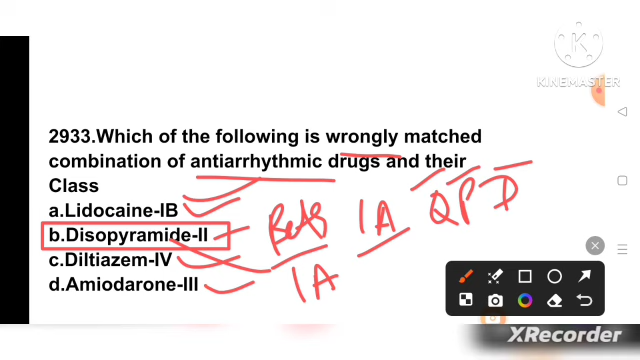 KINEMASTER
2933.Which of the following is wrongly matched
combination of antiarrhythmic drugs and their
Class
a.Lidocaine-IB
b.Disopyramide-II
c.Diltiazem-IV
d.Amiodarone-III
IA QPD
IA
XRecorder